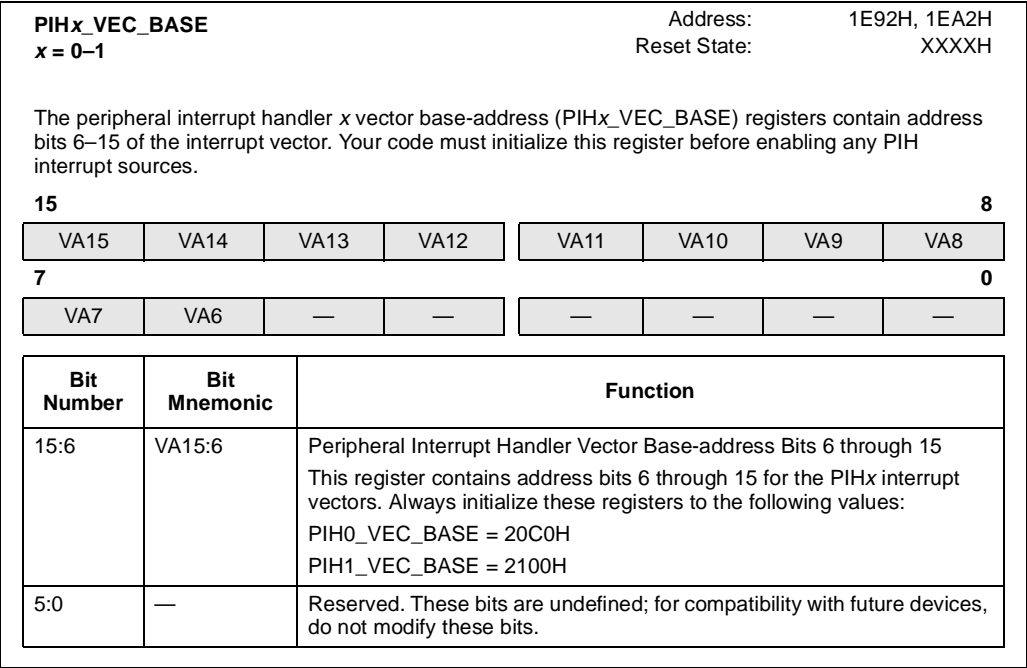 PIHx_VEC_BASE
x = 0–1
Address: 1E92H, 1EA2H
Reset State: XXXXH
The peripheral interrupt handler x vector base-address (PIHx_VEC_BASE) registers contain address
bits 6–15 of the interrupt vector. Your code must initialize this register before enabling any PIH
interrupt sources.
15 8
VA15 VA14 VA13 VA12 VA11 VA10 VA9 VA8
7 0
VA7 VA6 — — — — — —
Bit Number Bit Mnemonic Function
15:6 VA15:6 Peripheral Interrupt Handler Vector Base-address Bits 6 through 15
This register contains address bits 6 through 15 for the PIHx interrupt
vectors. Always initialize these registers to the following values:
PIH0_VEC_BASE = 20C0H
PIH1_VEC_BASE = 2100H
5:0 — Reserved. These bits are undefined; for compatibility with future devices,
do not modify these bits.